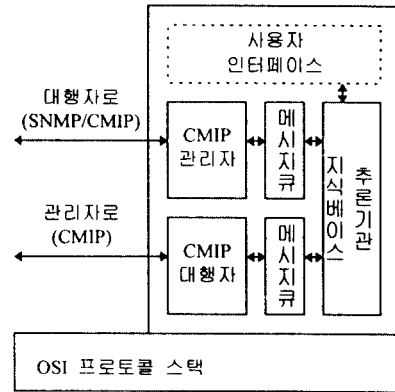 사용자
인터페이스
대행자로
(SNMP/CMIP)
CMIP
관리자
메시지큐
지식베이스
추론기관
관리자로
(CMIP)
CMIP
대행자
메시지큐
OSI 프로토콜 스택